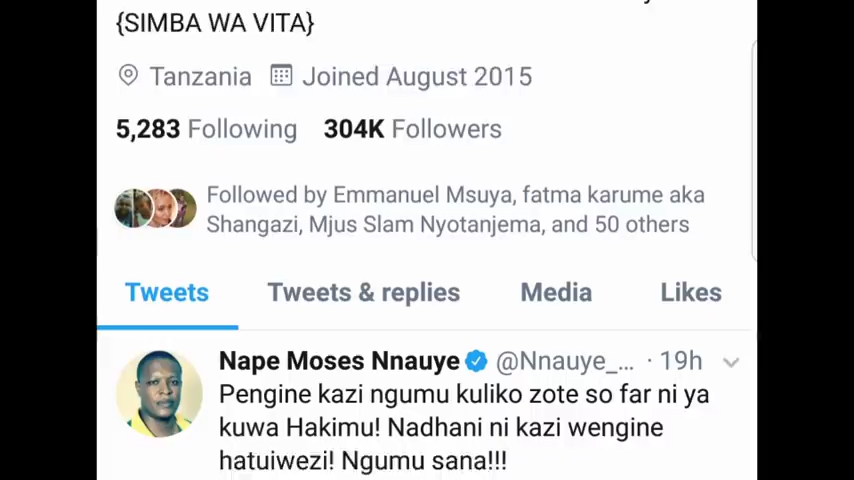 {SIMBA WA VITA}
Tanzania Joined August 2015
5,283 Following 304K Followers
Followed by Emmanuel Msuya, fatma karume aka
Shangazi, Mjus Slam Nyotanjema, and 50 others
Tweets Tweets & replies Media Likes
Nape Moses Nnauye @Nnauye_... · 19h
Pengine kazi ngumu kuliko zote so far ni ya
kuwa Hakimu! Nadhani ni kazi wengine
hatuiwezi! Ngumu sana!!!